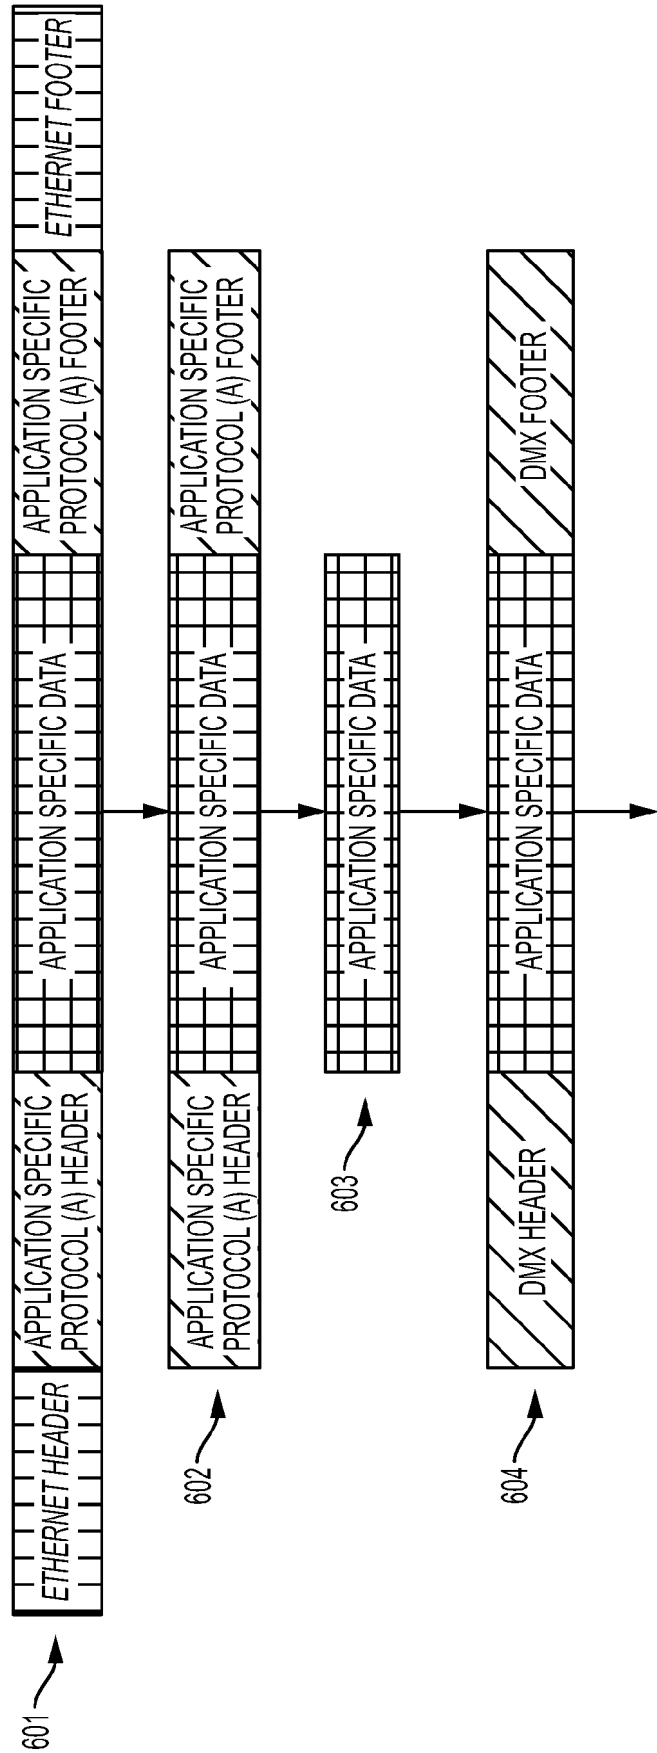 601
ETHERNET HEADER
APPLICATION SPECIFIC
PROTOCOL (A) HEADER
APPLICATION SPECIFIC DATA
APPLICATION SPECIFIC
PROTOCOL (A) FOOTER
ETHERNET FOOTER
602
APPLICATION SPECIFIC
PROTOCOL (A) HEADER
APPLICATION SPECIFIC DATA
APPLICATION SPECIFIC
PROTOCOL (A) FOOTER
603
APPLICATION SPECIFIC DATA
604
DMX HEADER
APPLICATION SPECIFIC DATA
DMX FOOTER